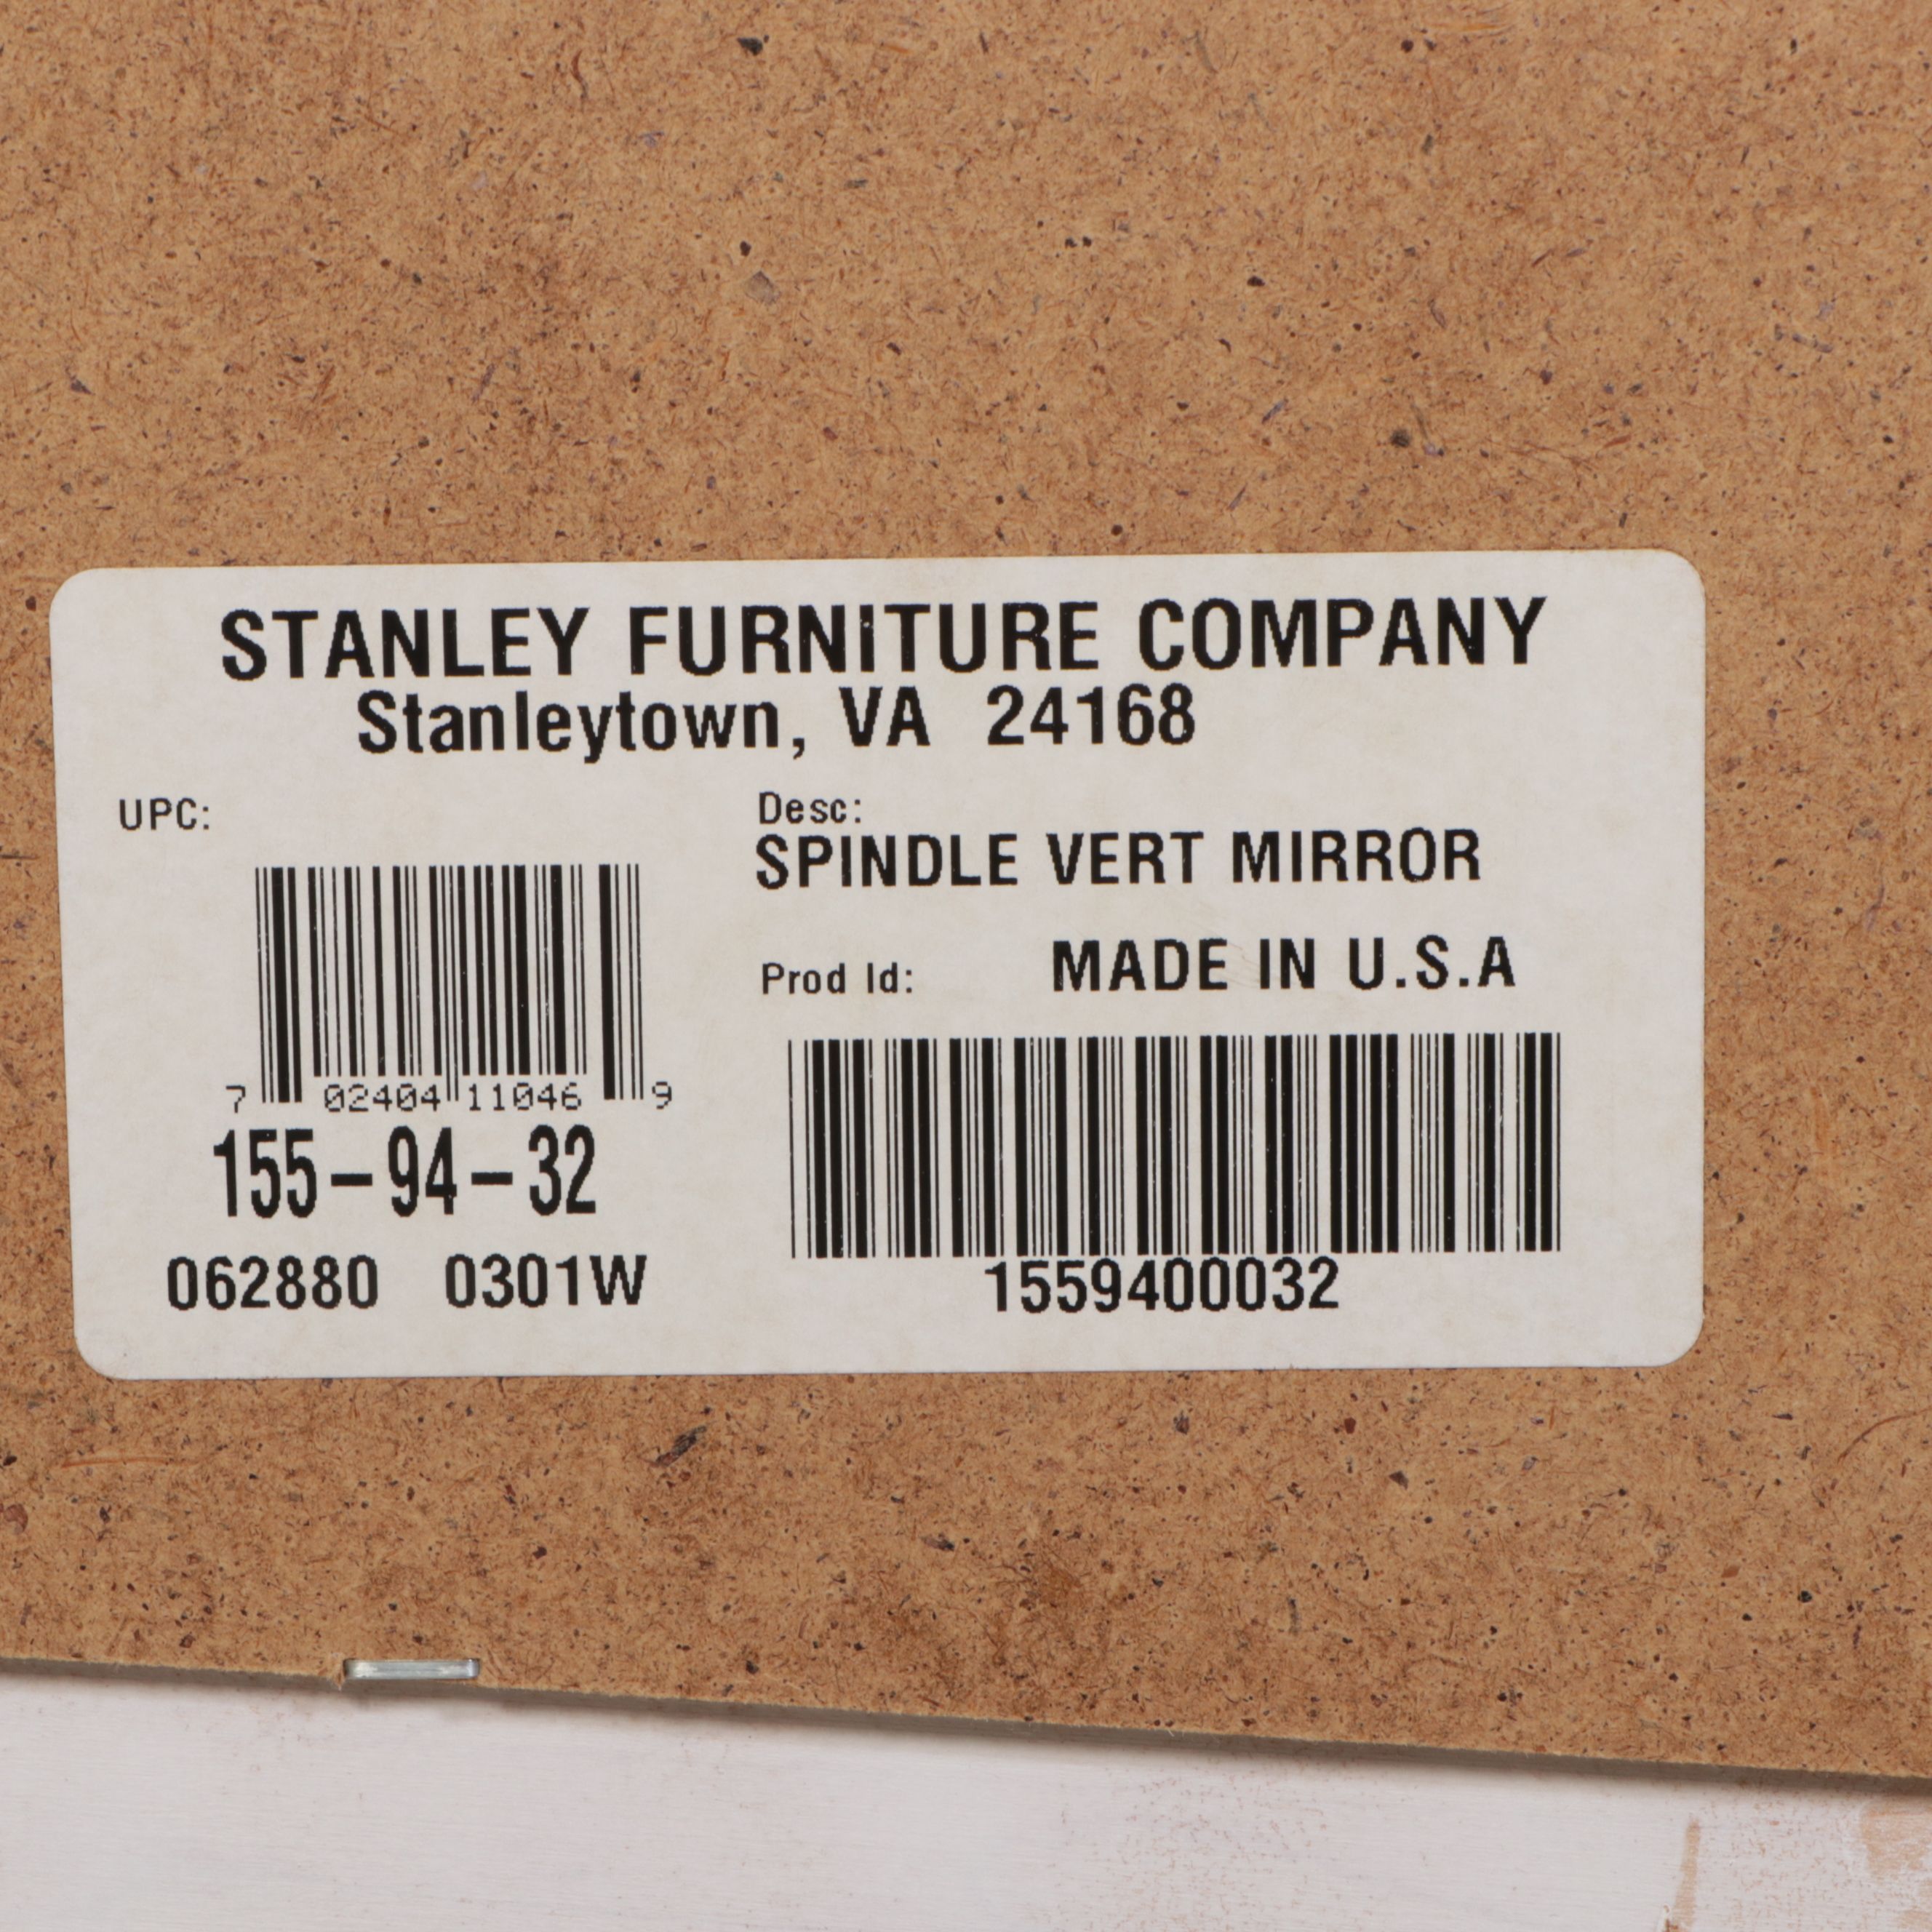 STANLEY FURNITURE COMPANY
Stanleytown, VA 24168
UPC:
7 02404 11046 9
155-94-32
062880 0301W
Desc:
SPINDLE VERT MIRROR
Prod Id: MADE IN U.S.A
1559400032